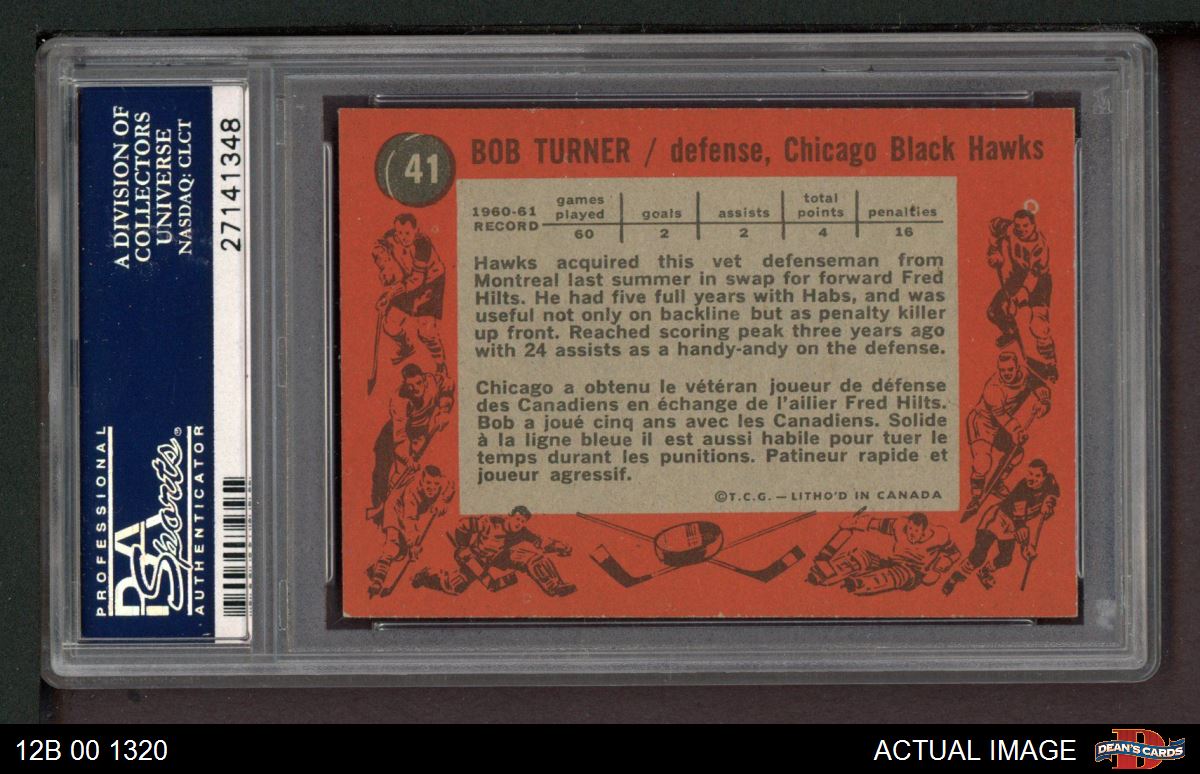 A DIVISION OF
COLLECTORS
UNIVERSE
NASDAQ: CLCT
27141348
PROFESSIONAL
PSA
Sports®
AUTHENTICATOR
41
BOB TURNER / defense, Chicago Black Hawks
1960-61 RECORD
games played goals assists total points penalties
60 2 2 4 16
Hawks acquired this vet defenseman from
Montreal last summer in swap for forward Fred
Hilts. He had five full years with Habs, and was
useful not only on backline but as penalty killer
up front. Reached scoring peak three years ago
with 24 assists as a handy-andy on the defense.
Chicago a obtenu le vétéran joueur de défense
des Canadiens en échange de l'ailier Fred Hilts.
Bob a joué cinq ans avec les Canadiens. Solide
à la ligne bleue il est aussi habile pour tuer le
temps durant les punitions. Patineur rapide et
joueur agressif.
©T.C.G. — LITHO'D IN CANADA
12B 00 1320
ACTUAL IMAGE
DEAN'S CARDS